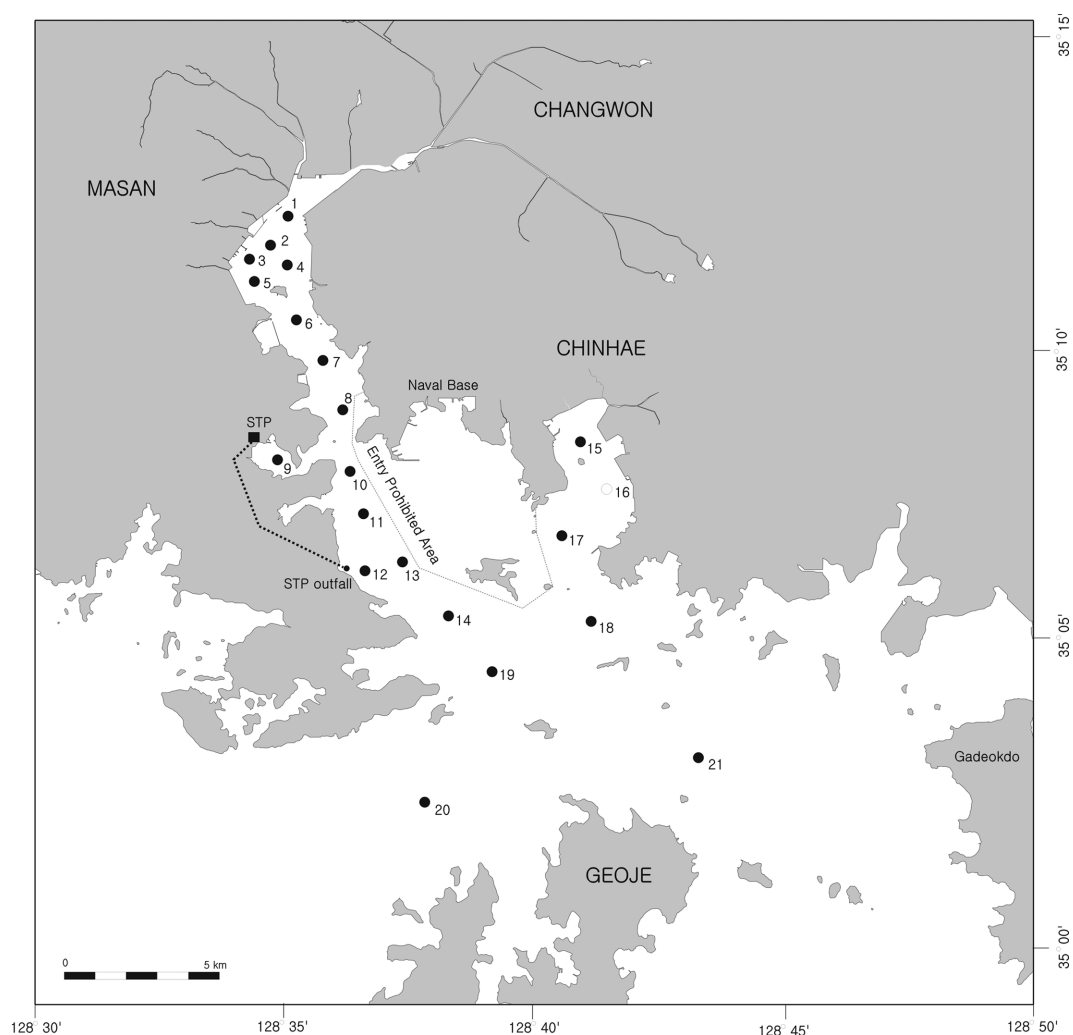 35° 15'
CHANGWON
MASAN
1
2
3
4
5
6
35° 10'
CHINHAE
7
Naval Base
8
STP
15
9
10
16
Entry Prohibited Area
11
17
13
12
STP outfall
14
18
35° 05'
19
Gadeokdo
21
20
GEOJE
35° 00'
0 5 km
128° 30' 128° 35' 128° 40' 128° 45' 128° 50'